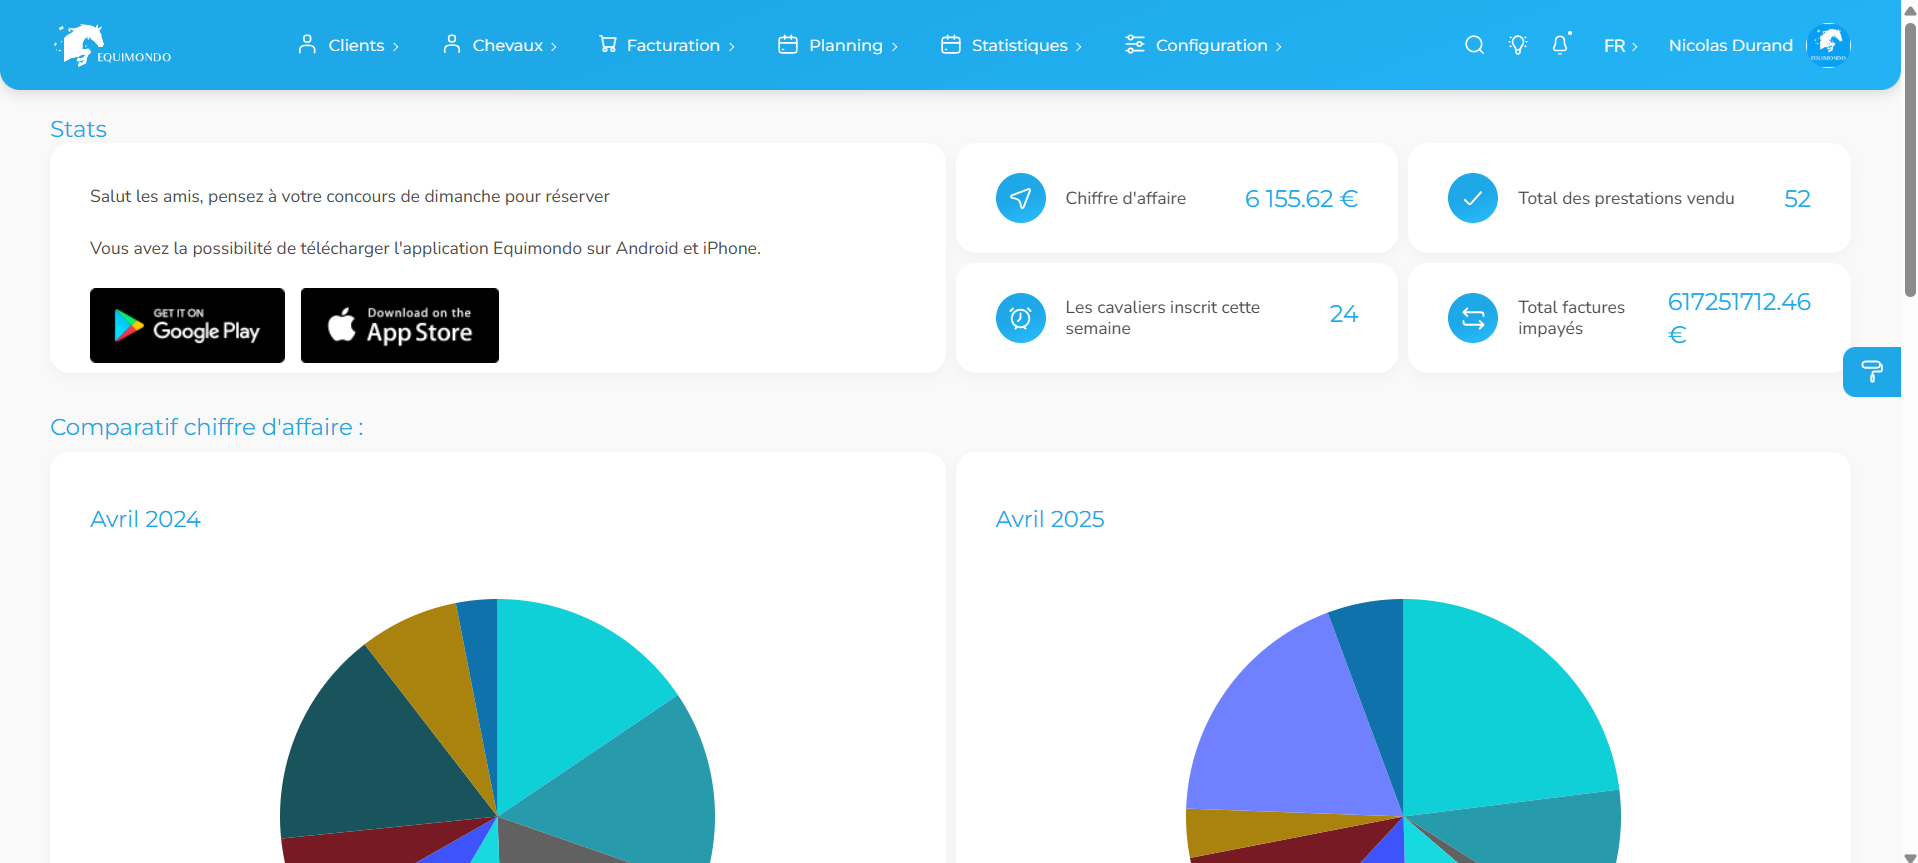 EQUIMONDO
Clients
Chevaux
Facturation
Planning
Statistiques
Configuration
FR
Nicolas Durand
EQUIMONDO
Stats
Salut les amis, pensez à votre concours de dimanche pour réserver
Vous avez la possibilité de télécharger l'application Equimondo sur Android et iPhone.
GET IT ON
Google Play
Download on the
App Store
Chiffre d'affaire
6 155.62 €
Total des prestations vendu
52
Les cavaliers inscrit cette
semaine
24
Total factures
impayés
617251712.46
€
Comparatif chiffre d'affaire :
Avril 2024
Avril 2025